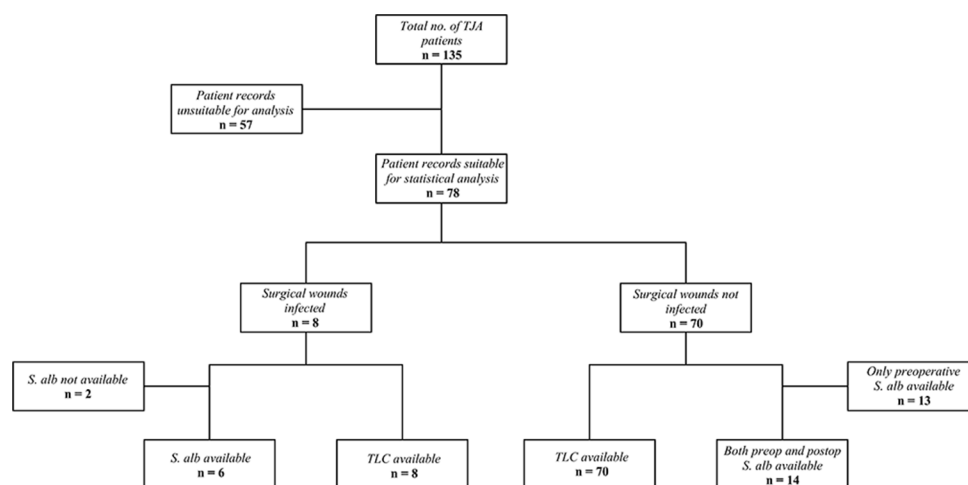 Total no. of TJA
patients
n = 135
Patient records
unsuitable for analysis
n = 57
Patient records suitable
for statistical analysis
n = 78
Surgical wounds
infected
n = 8
Surgical wounds not
infected
n = 70
S. alb not available
n = 2
Only preoperative
S. alb available
n = 13
S. alb available
n = 6
TLC available
n = 8
TLC available
n = 70
Both preop and postop
S. alb available
n = 14